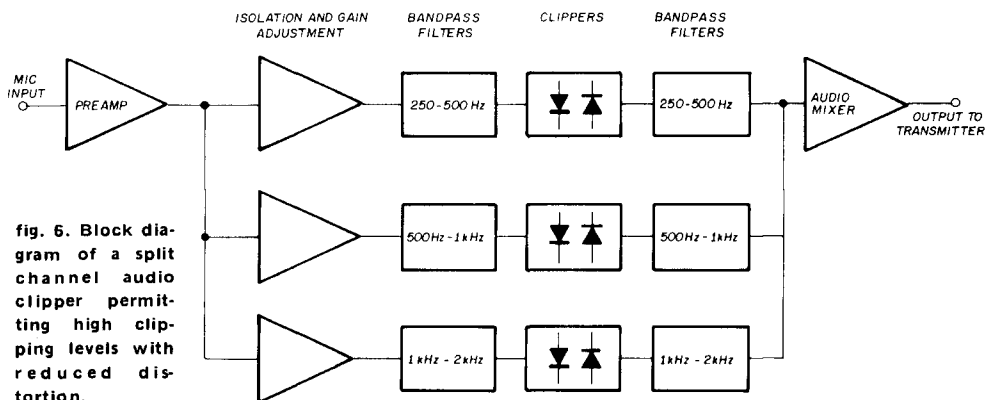 ISOLATION AND GAIN
ADJUSTMENT
BANDPASS
FILTERS
CLIPPERS
BANDPASS
FILTERS
MIC
INPUT
PREAMP
250-500 Hz
250-500 Hz
AUDIO
MIXER
OUTPUT TO
TRANSMITTER
500Hz-1kHz
500Hz-1kHz
1kHz - 2kHz
1kHz - 2kHz
fig. 6. Block dia-
gram of a split
channel audio
clipper permit-
ting high clip-
ping levels with
reduced dis-
tortion.